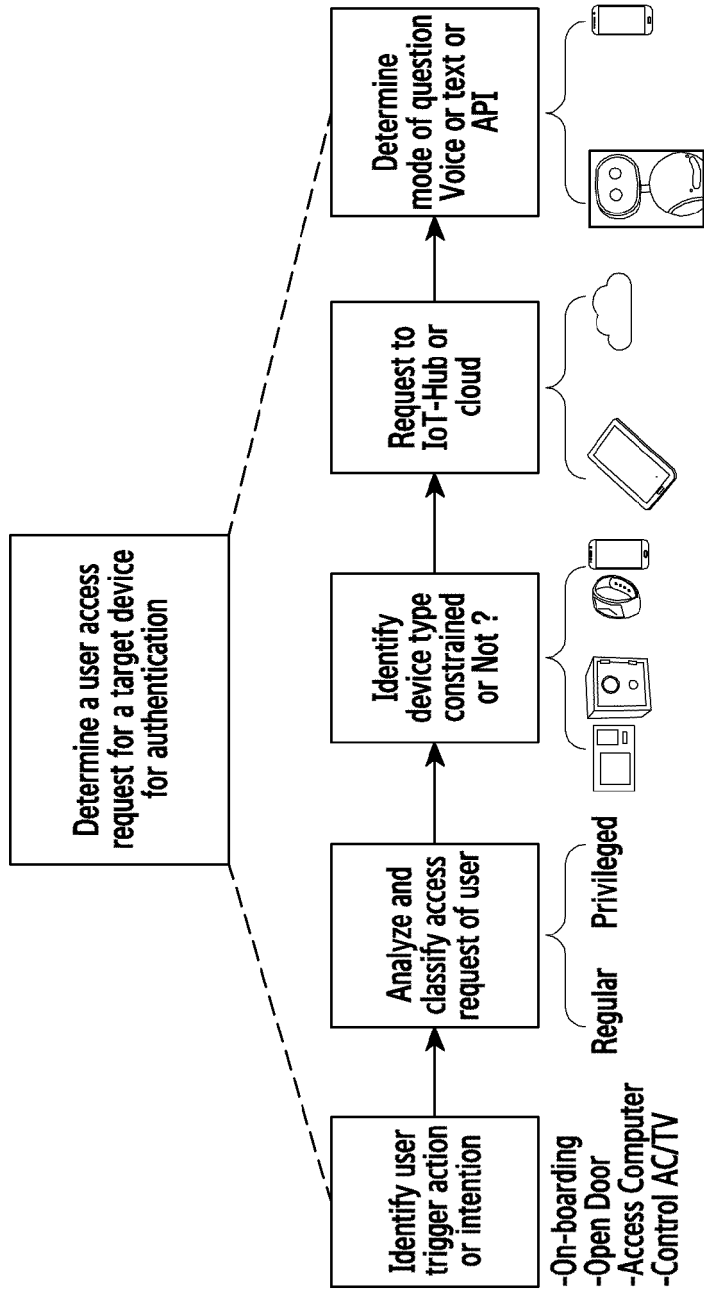 Determine a user access
request for a target device
for authentication
Identify user
trigger action
or intention
-On-boarding
-Open Door
-Access Computer
-Control AC/TV
Analyze and
classify access
request of user
Regular
Privileged
Identify
device type
constrained
or Not ?
Request to
IoT-Hub or
cloud
Determine
mode of question
Voice or text or
API